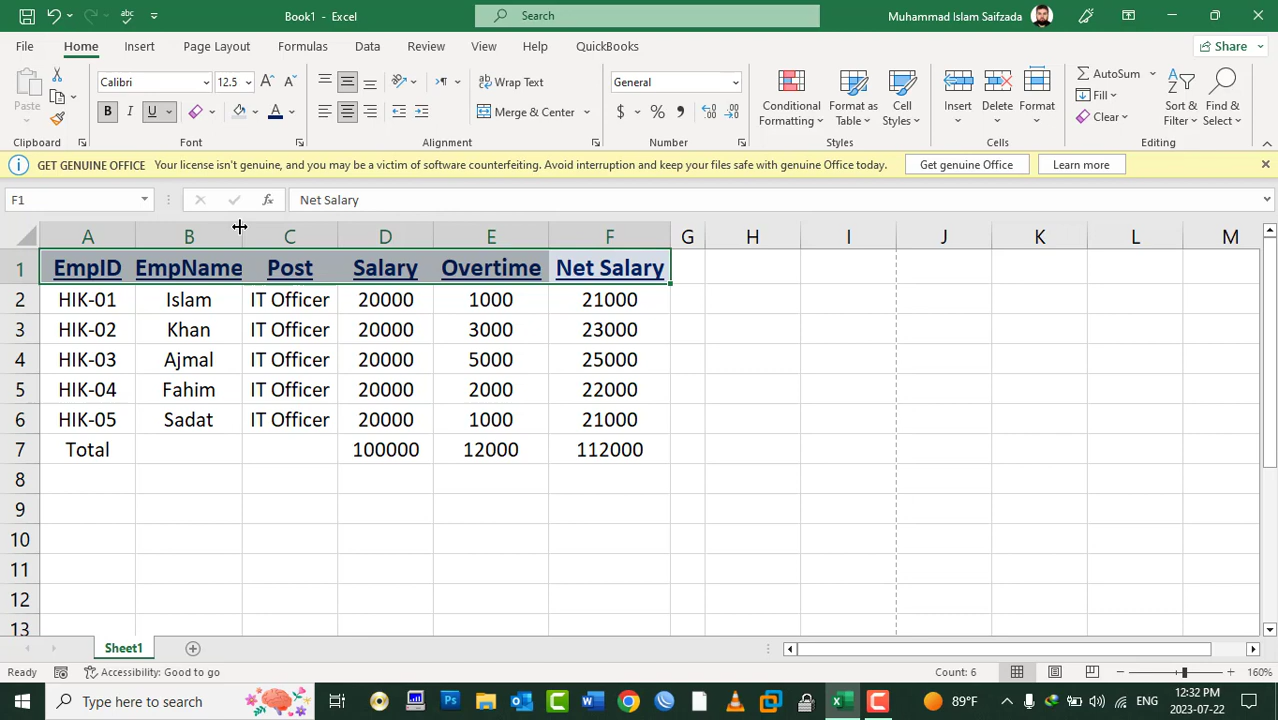 Book1 - Excel
Search
Muhammad Islam Saifzada
File Home Insert Page Layout Formulas Data Review View Help QuickBooks Share
Paste Calibri 12.5 Wrap Text General Conditional Formatting Format as Table Cell Styles Insert Delete Format AutoSum Sort & Filter Find & Select
B I U Merge & Center $ % Fill Clear
Clipboard Font Alignment Number Styles Cells Editing
GET GENUINE OFFICE Your license isn't genuine, and you may be a victim of software counterfeiting. Avoid interruption and keep your files safe with genuine Office today. Get genuine Office Learn more
F1 fx Net Salary
A B C D E F G H I J K L M
1 EmpID EmpName Post Salary Overtime Net Salary
2 HIK-01 Islam IT Officer 20000 1000 21000
3 HIK-02 Khan IT Officer 20000 3000 23000
4 HIK-03 Ajmal IT Officer 20000 5000 25000
5 HIK-04 Fahim IT Officer 20000 2000 22000
6 HIK-05 Sadat IT Officer 20000 1000 21000
7 Total 100000 12000 112000
8
9
10
11
12
13
Sheet1
Ready Accessibility: Good to go Count: 6 160%
Type here to search 89°F ENG 12:32 PM
2023-07-22